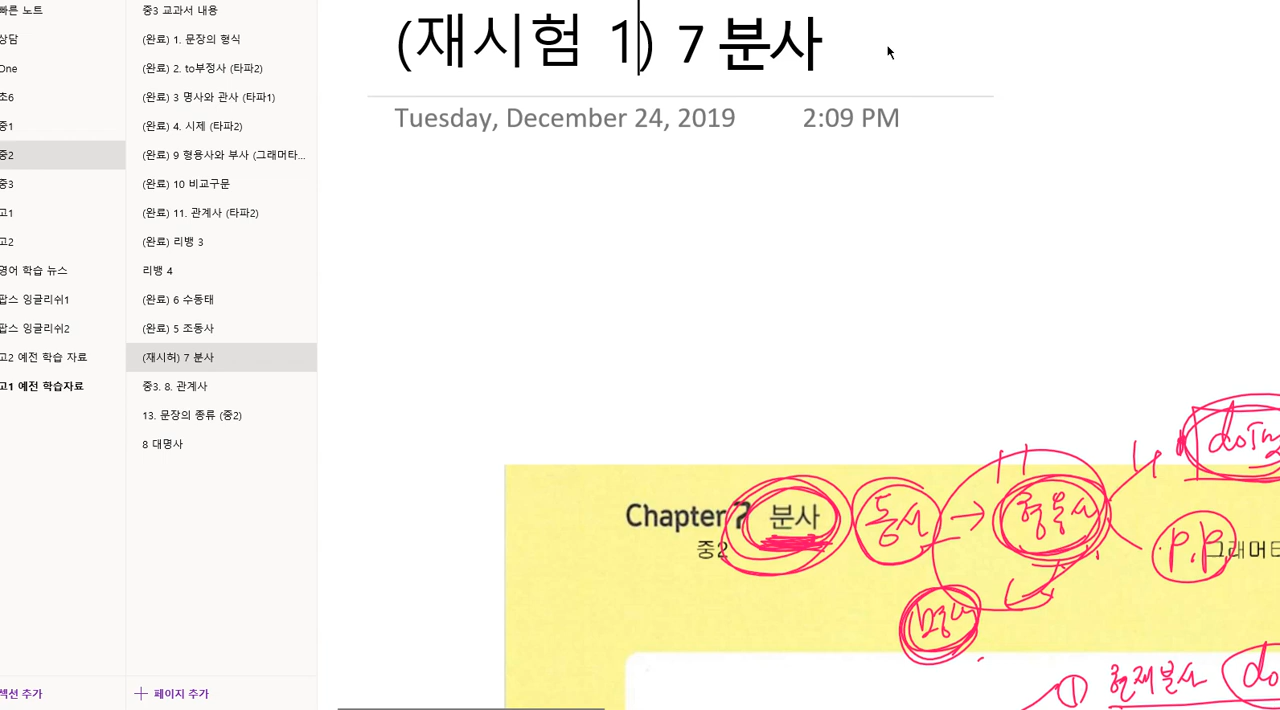 빠른 노트
상담
One
초6
중1
중2
중3
고1
고2
영어 학습 뉴스
팝스 잉글리쉬1
팝스 잉글리쉬2
고2 예전 학습 자료
고1 예전 학습자료
섹션 추가
중3 교과서 내용
(완료) 1. 문장의 형식
(완료) 2. to부정사 (타파2)
(완료) 3 명사와 관사 (타파1)
(완료) 4. 시제 (타파2)
(완료) 9 형용사와 부사 (그래머타...
(완료) 10 비교구문
(완료) 11. 관계사 (타파2)
(완료) 리뱅 3
리뱅 4
(완료) 6 수동태
(완료) 5 조동사
(재시허) 7 분사
중3. 8. 관계사
13. 문장의 종류 (중2)
8 대명사
페이지 추가
(재시험 1) 7 분사
Tuesday, December 24, 2019 2:09 PM
doing
Chapter 7 분사 동사 → 형용사
중2 p.p 그래머타
명사
① 현재분사 do